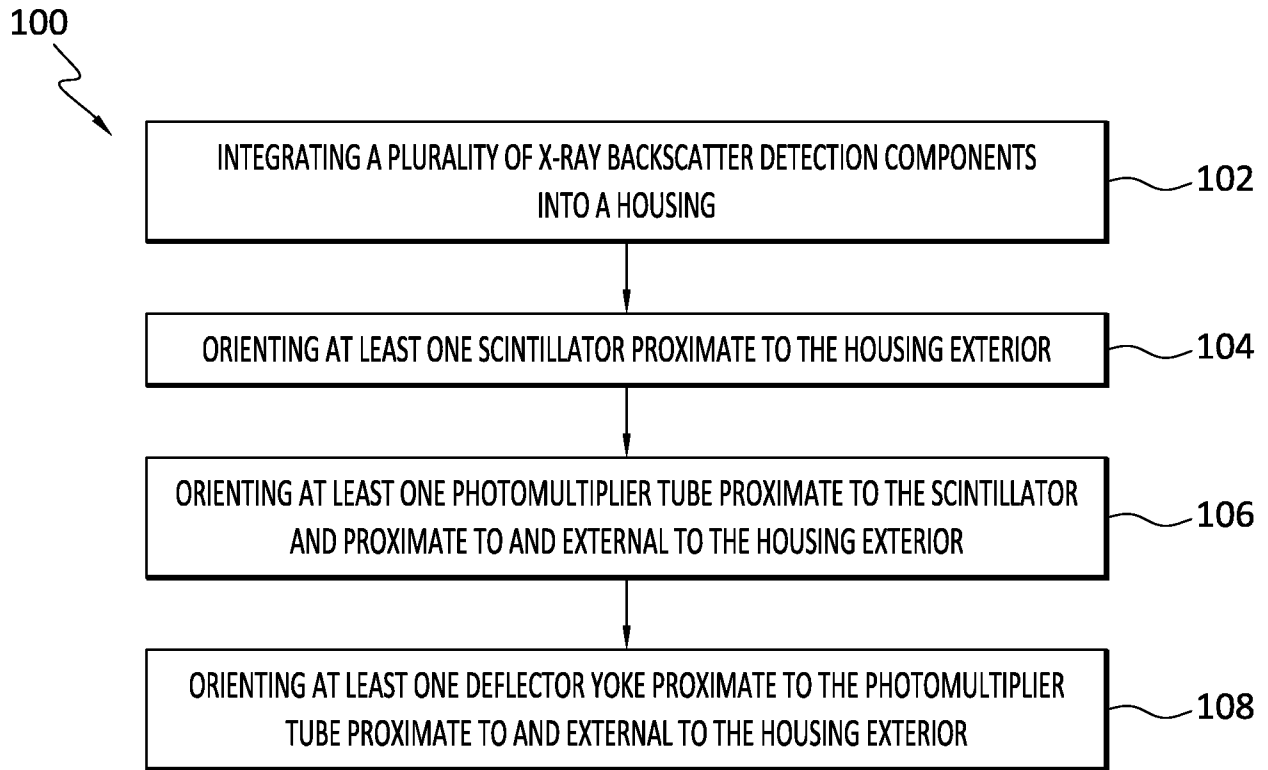 100
INTEGRATING A PLURALITY OF X-RAY BACKSCATTER DETECTION COMPONENTS
INTO A HOUSING
102
ORIENTING AT LEAST ONE SCINTILLATOR PROXIMATE TO THE HOUSING EXTERIOR
104
ORIENTING AT LEAST ONE PHOTOMULTIPLIER TUBE PROXIMATE TO THE SCINTILLATOR
AND PROXIMATE TO AND EXTERNAL TO THE HOUSING EXTERIOR
106
ORIENTING AT LEAST ONE DEFLECTOR YOKE PROXIMATE TO THE PHOTOMULTIPLIER
TUBE PROXIMATE TO AND EXTERNAL TO THE HOUSING EXTERIOR
108